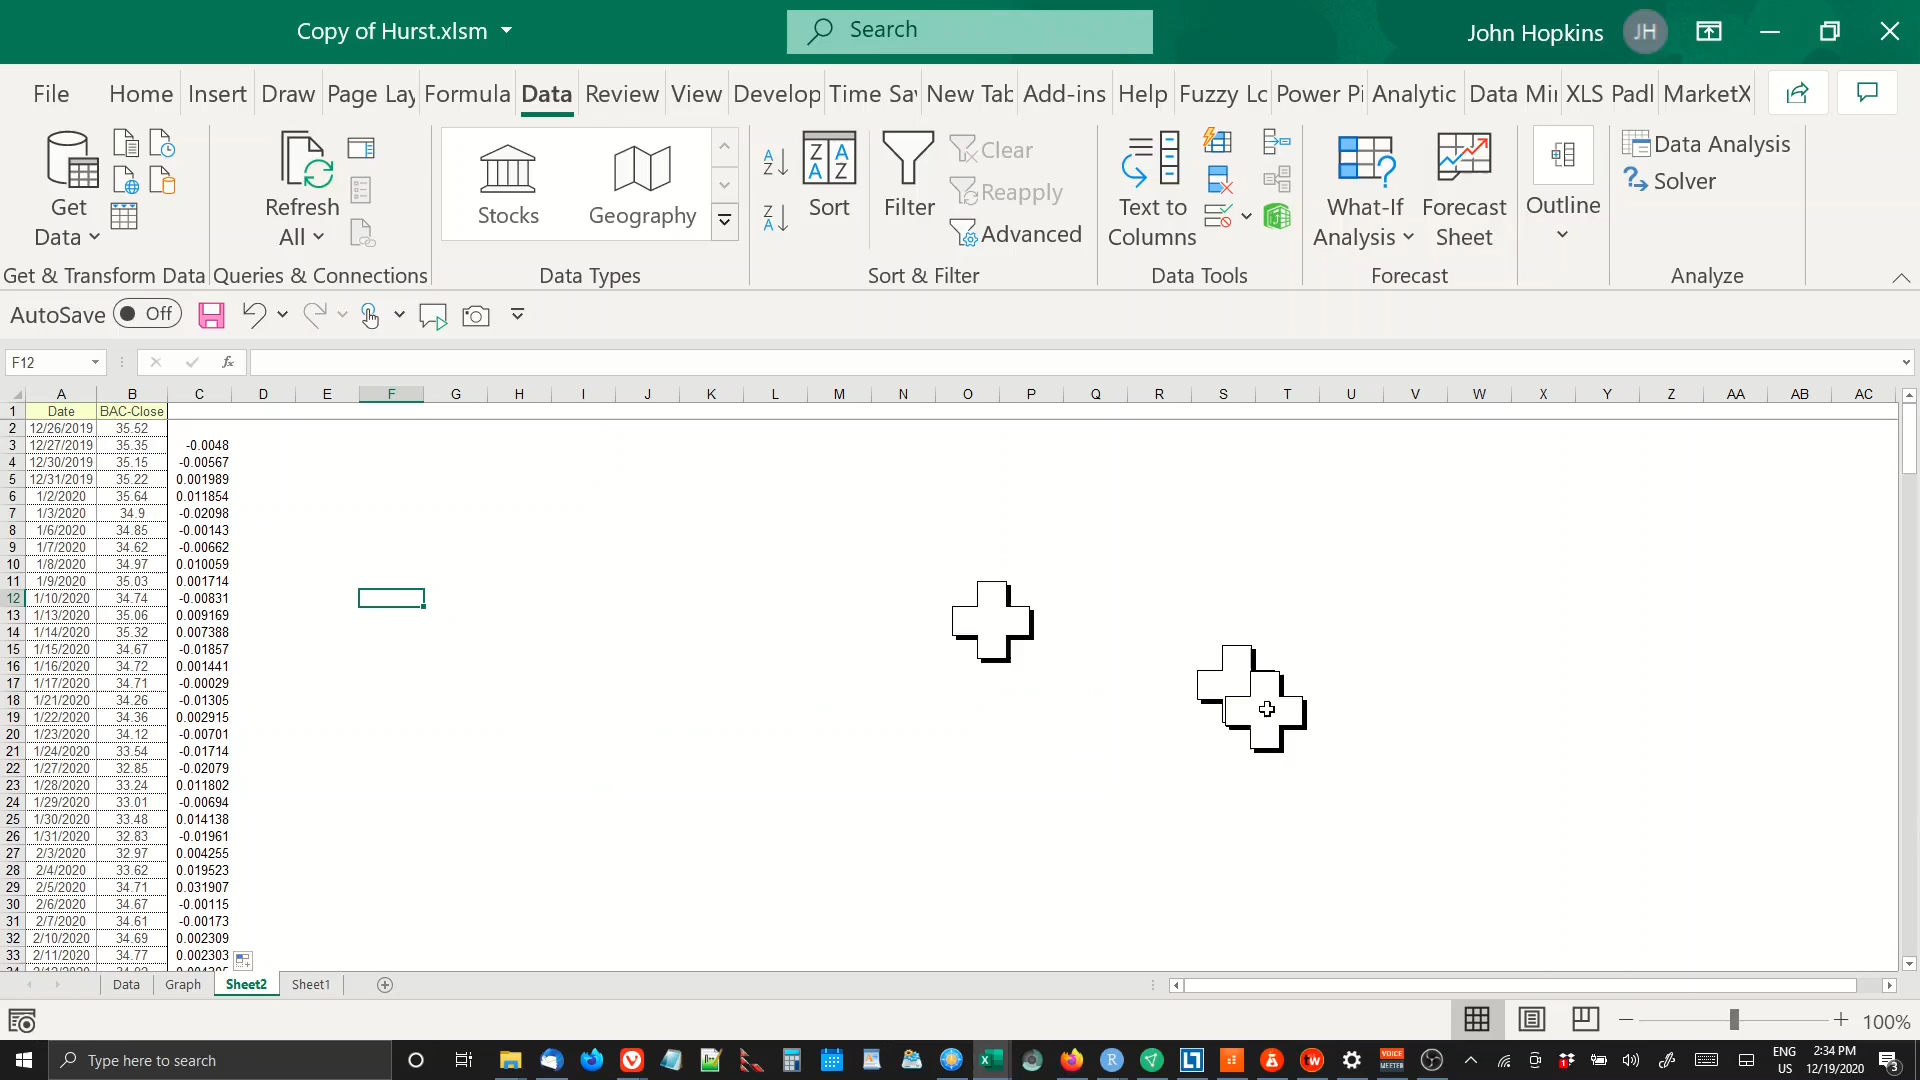 Copy of Hurst.xlsm
Search
John Hopkins
JH
File Home Insert Draw Page Lay Formula Data Review View Develop Time Sav New Tab Add-ins Help Fuzzy Lo Power Pi Analytic Data Min XLS Padl MarketX
Get
Data
Refresh
All
Stocks
Geography
Sort
Filter
Clear
Reapply
Advanced
Text to
Columns
What-If
Analysis
Forecast
Sheet
Outline
Data Analysis
Solver
Get & Transform Data
Queries & Connections
Data Types
Sort & Filter
Data Tools
Forecast
Analyze
AutoSave Off
F12
fx
A B C D E F G H I J K L M N O P Q R S T U V W X Y Z AA AB AC
1 Date BAC-Close
2 12/26/2019 35.52
3 12/27/2019 35.35 -0.0048
4 12/30/2019 35.15 -0.00567
5 12/31/2019 35.22 0.001989
6 1/2/2020 35.64 0.011854
7 1/3/2020 34.9 -0.02098
8 1/6/2020 34.85 -0.00143
9 1/7/2020 34.62 -0.00662
10 1/8/2020 34.97 0.010059
11 1/9/2020 35.03 0.001714
12 1/10/2020 34.74 -0.00831
13 1/13/2020 35.06 0.009169
14 1/14/2020 35.32 0.007388
15 1/15/2020 34.67 -0.01857
16 1/16/2020 34.72 0.001441
17 1/17/2020 34.71 -0.00029
18 1/21/2020 34.26 -0.01305
19 1/22/2020 34.36 0.002915
20 1/23/2020 34.12 -0.00701
21 1/24/2020 33.54 -0.01714
22 1/27/2020 32.85 -0.02079
23 1/28/2020 33.24 0.011802
24 1/29/2020 33.01 -0.00694
25 1/30/2020 33.48 0.014138
26 1/31/2020 32.83 -0.01961
27 2/3/2020 32.97 0.004255
28 2/4/2020 33.62 0.019523
29 2/5/2020 34.71 0.031907
30 2/6/2020 34.67 -0.00115
31 2/7/2020 34.61 -0.00173
32 2/10/2020 34.69 0.002309
33 2/11/2020 34.77 0.002303
Data Graph Sheet2 Sheet1
100%
Type here to search
ENG
US
2:34 PM
12/19/2020
3